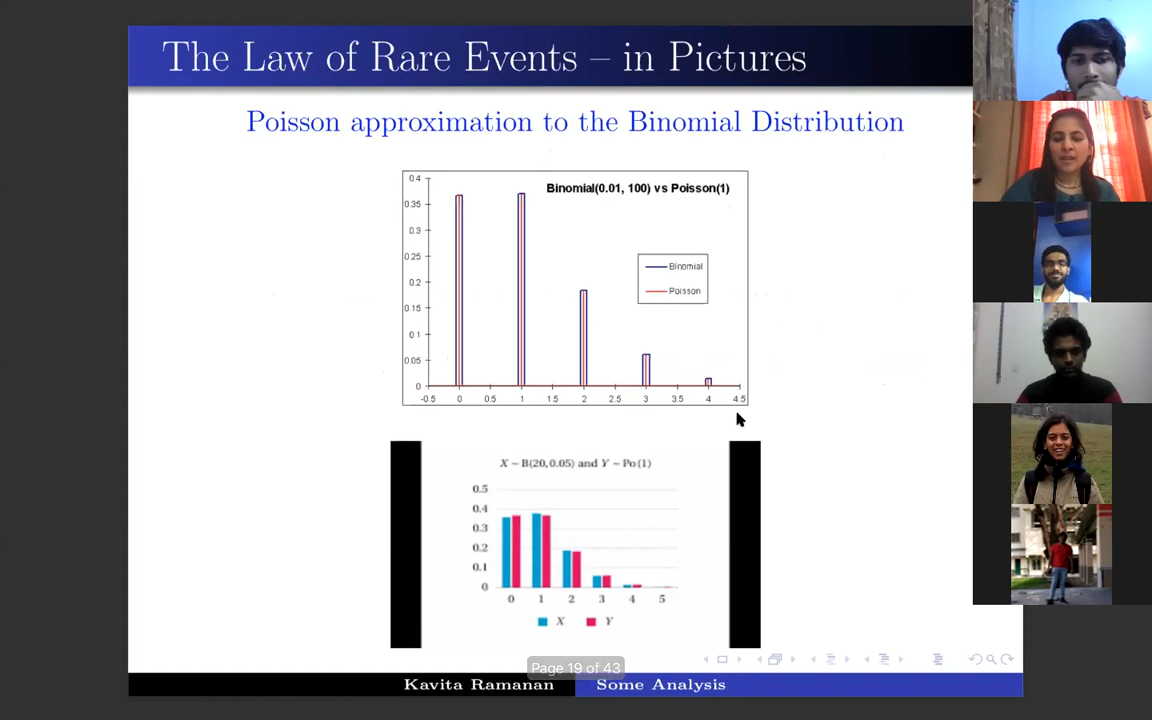 The Law of Rare Events – in Pictures
Poisson approximation to the Binomial Distribution
Binomial(0.01, 100) vs Poisson(1)
0.4
0.35
0.3
0.25
0.2
0.15
0.1
0.05
0
-0.5 0 0.5 1 1.5 2 2.5 3 3.5 4 4.5
Binomial
Poisson
X ~ B(20, 0.05) and Y ~ Po(1)
0.5
0.4
0.3
0.2
0.1
0
0 1 2 3 4 5
X Y
Page 19 of 43
Kavita Ramanan Some Analysis